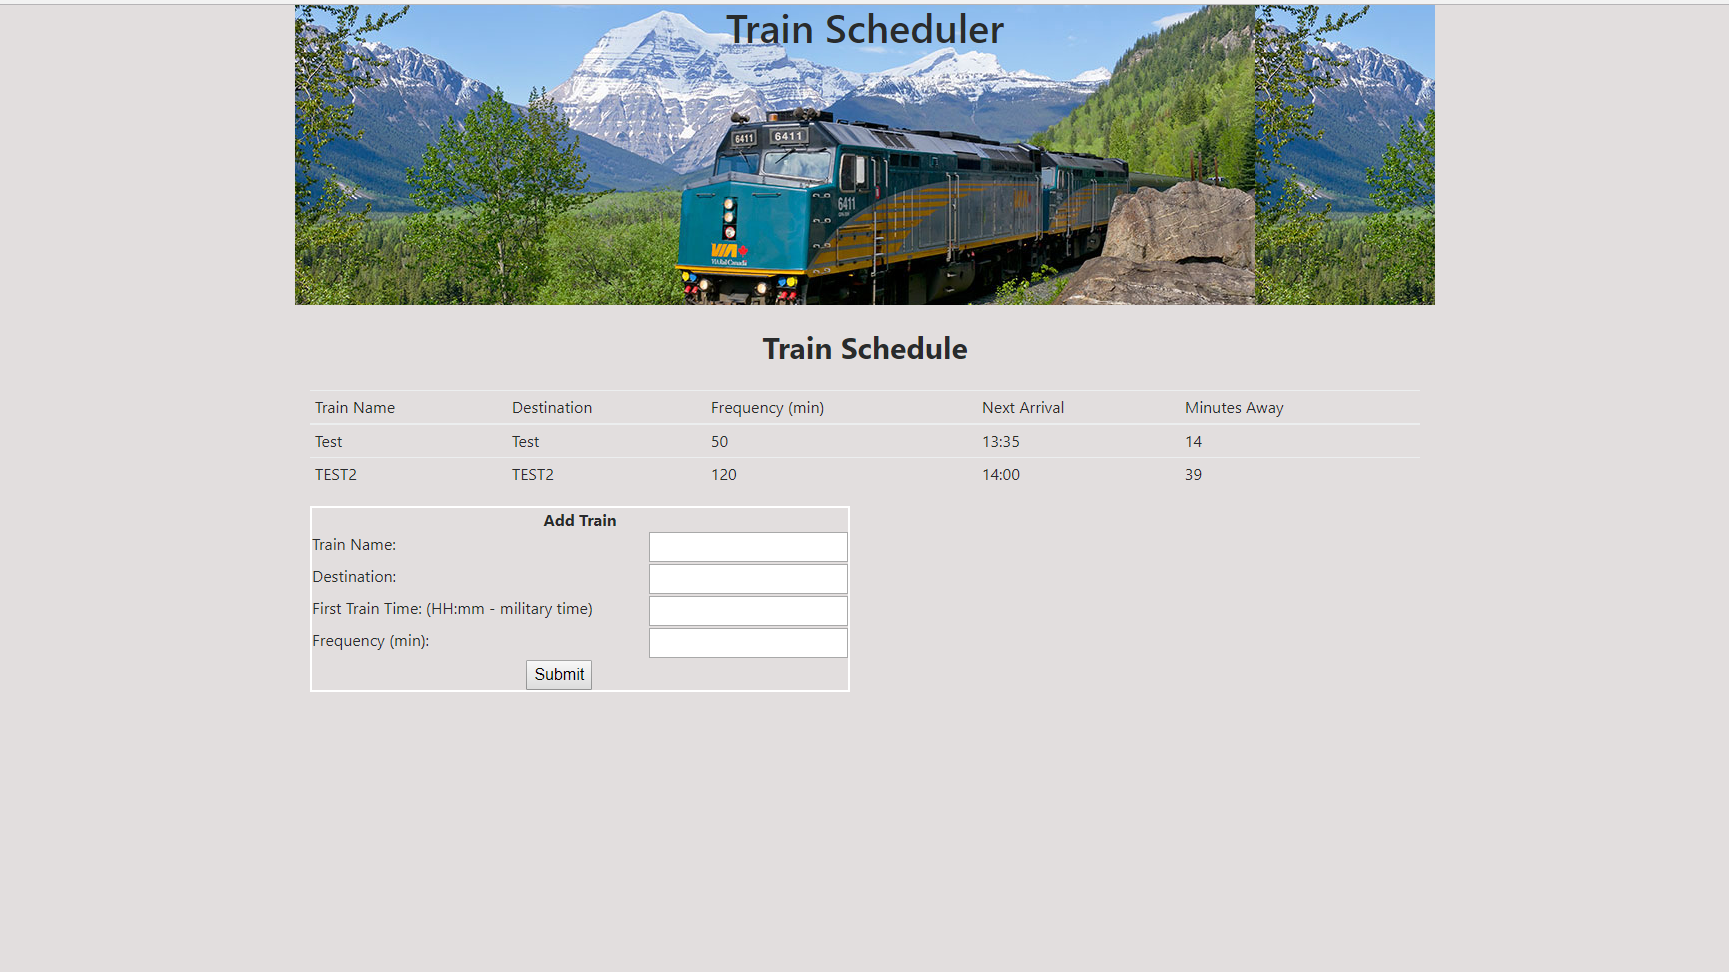 Train Scheduler
6411 6411
6411
VIA
VIA Rail Canada
Train Schedule
Train Name Destination Frequency (min) Next Arrival Minutes Away
Test Test 50 13:35 14
TEST2 TEST2 120 14:00 39
Add Train
Train Name:
Destination:
First Train Time: (HH:mm - military time)
Frequency (min):
Submit